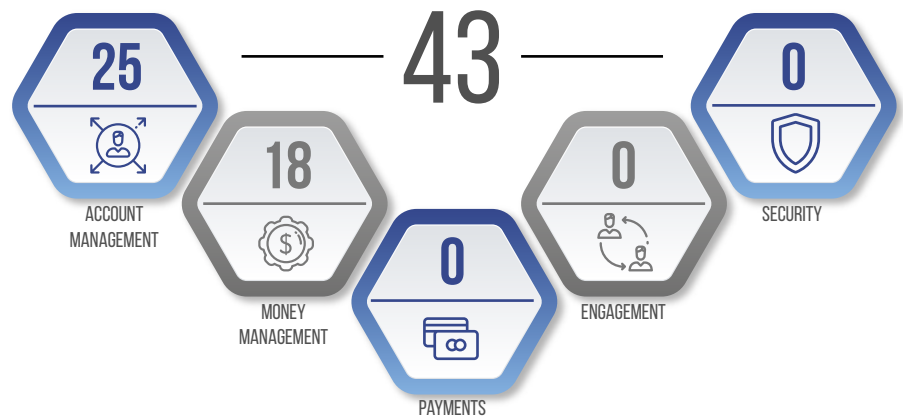 43
25
ACCOUNT
MANAGEMENT
18
$
MONEY
MANAGEMENT
0
PAYMENTS
0
ENGAGEMENT
0
SECURITY